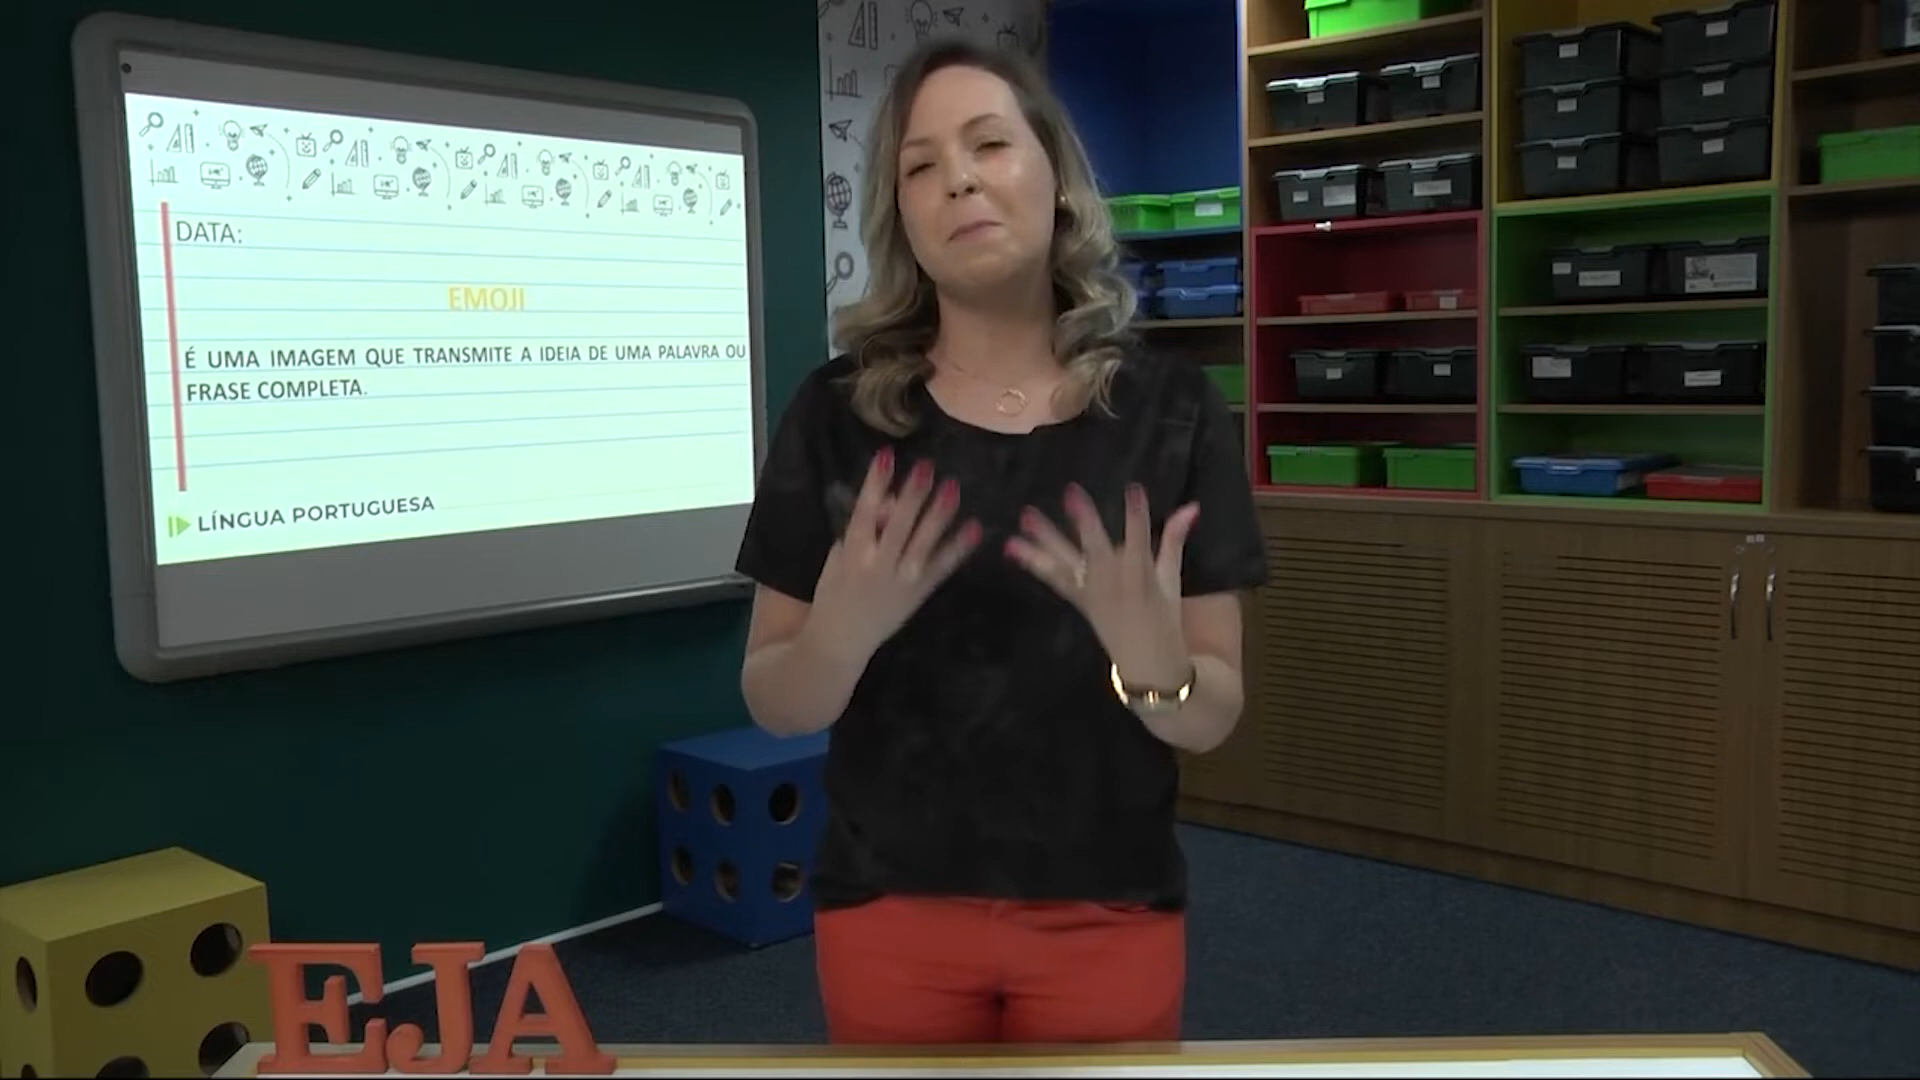 DATA:
EMOJI
É UMA IMAGEM QUE TRANSMITE A IDEIA DE UMA PALAVRA OU
FRASE COMPLETA.
LÍNGUA PORTUGUESA
EJA